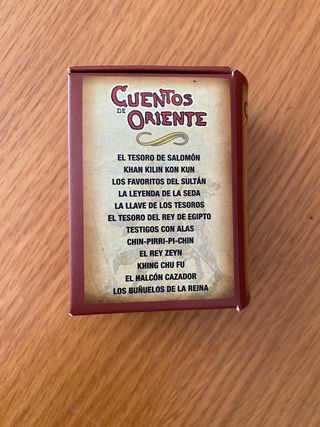 CUENTOS
DE ORIENTE
EL TESORO DE SALOMÓN
KHAN KILIN KON KUN
LOS FAVORITOS DEL SULTÁN
LA LEYENDA DE LA SEDA
LA LLAVE DE LOS TESOROS
EL TESORO DEL REY DE EGIPTO
TESTIGOS CON ALAS
CHIN-PIRRI-PI-CHIN
EL REY ZEYN
KHING CHU FU
EL HALCÓN CAZADOR
LOS BUÑUELOS DE LA REINA